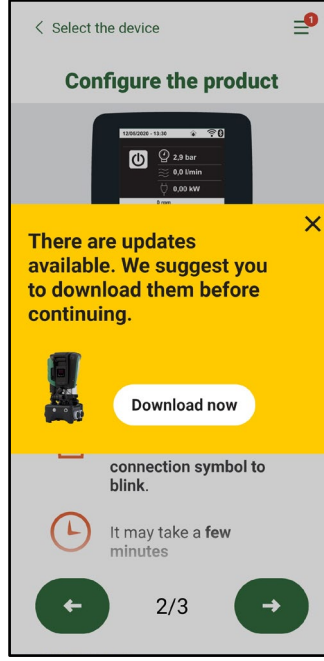 Select the device
1
Configure the product
12/05/2020 - 12:30
2,9 bar
0,0 l/min
0,00 kW
There are updates
available. We suggest you
to download them before
continuing.
Download now
connection symbol to
blink.
It may take a few
minutes
2/3